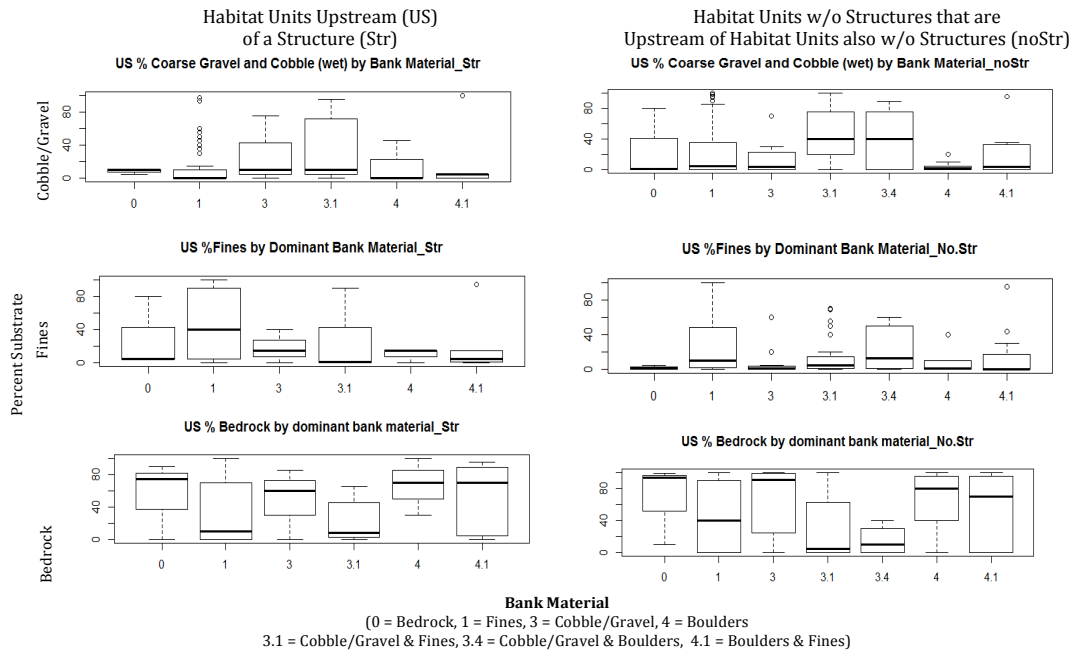 Habitat Units Upstream (US)
of a Structure (Str)
Habitat Units w/o Structures that are
Upstream of Habitat Units also w/o Structures (noStr)
US % Coarse Gravel and Cobble (wet) by Bank Material_Str
0 40 80
0 1 3 3.1 4 4.1
US % Coarse Gravel and Cobble (wet) by Bank Material_noStr
0 40 80
0 1 3 3.1 3.4 4 4.1
Cobble/Gravel
US %Fines by Dominant Bank Material_Str
0 40 80
0 1 3 3.1 4 4.1
US %Fines by Dominant Bank Material_No.Str
0 40 80
0 1 3 3.1 3.4 4 4.1
Percent Substrate
Fines
US % Bedrock by dominant bank material_Str
0 40 80
0 1 3 3.1 4 4.1
US % Bedrock by dominant bank material_No.Str
0 40 80
0 1 3 3.1 3.4 4 4.1
Bedrock
Bank Material
(0 = Bedrock, 1 = Fines, 3 = Cobble/Gravel, 4 = Boulders
3.1 = Cobble/Gravel & Fines, 3.4 = Cobble/Gravel & Boulders, 4.1 = Boulders & Fines)